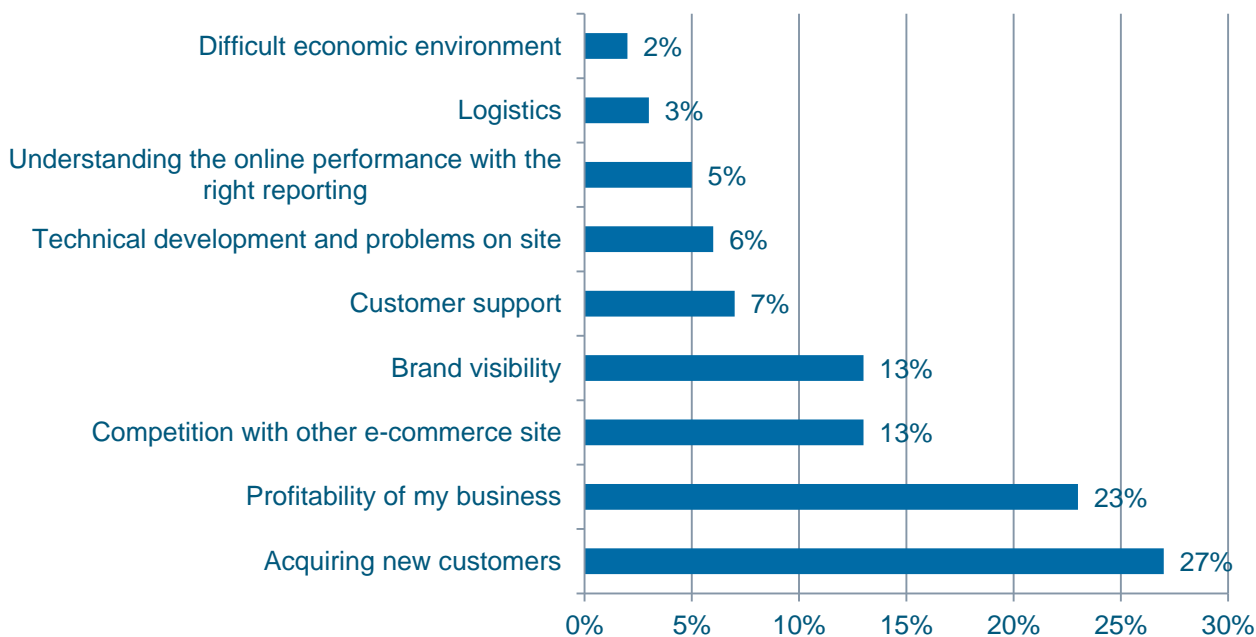 Difficult economic environment 2%
Logistics 3%
Understanding the online performance with the
right reporting 5%
Technical development and problems on site 6%
Customer support 7%
Brand visibility 13%
Competition with other e-commerce site 13%
Profitability of my business 23%
Acquiring new customers 27%
0% 5% 10% 15% 20% 25% 30%